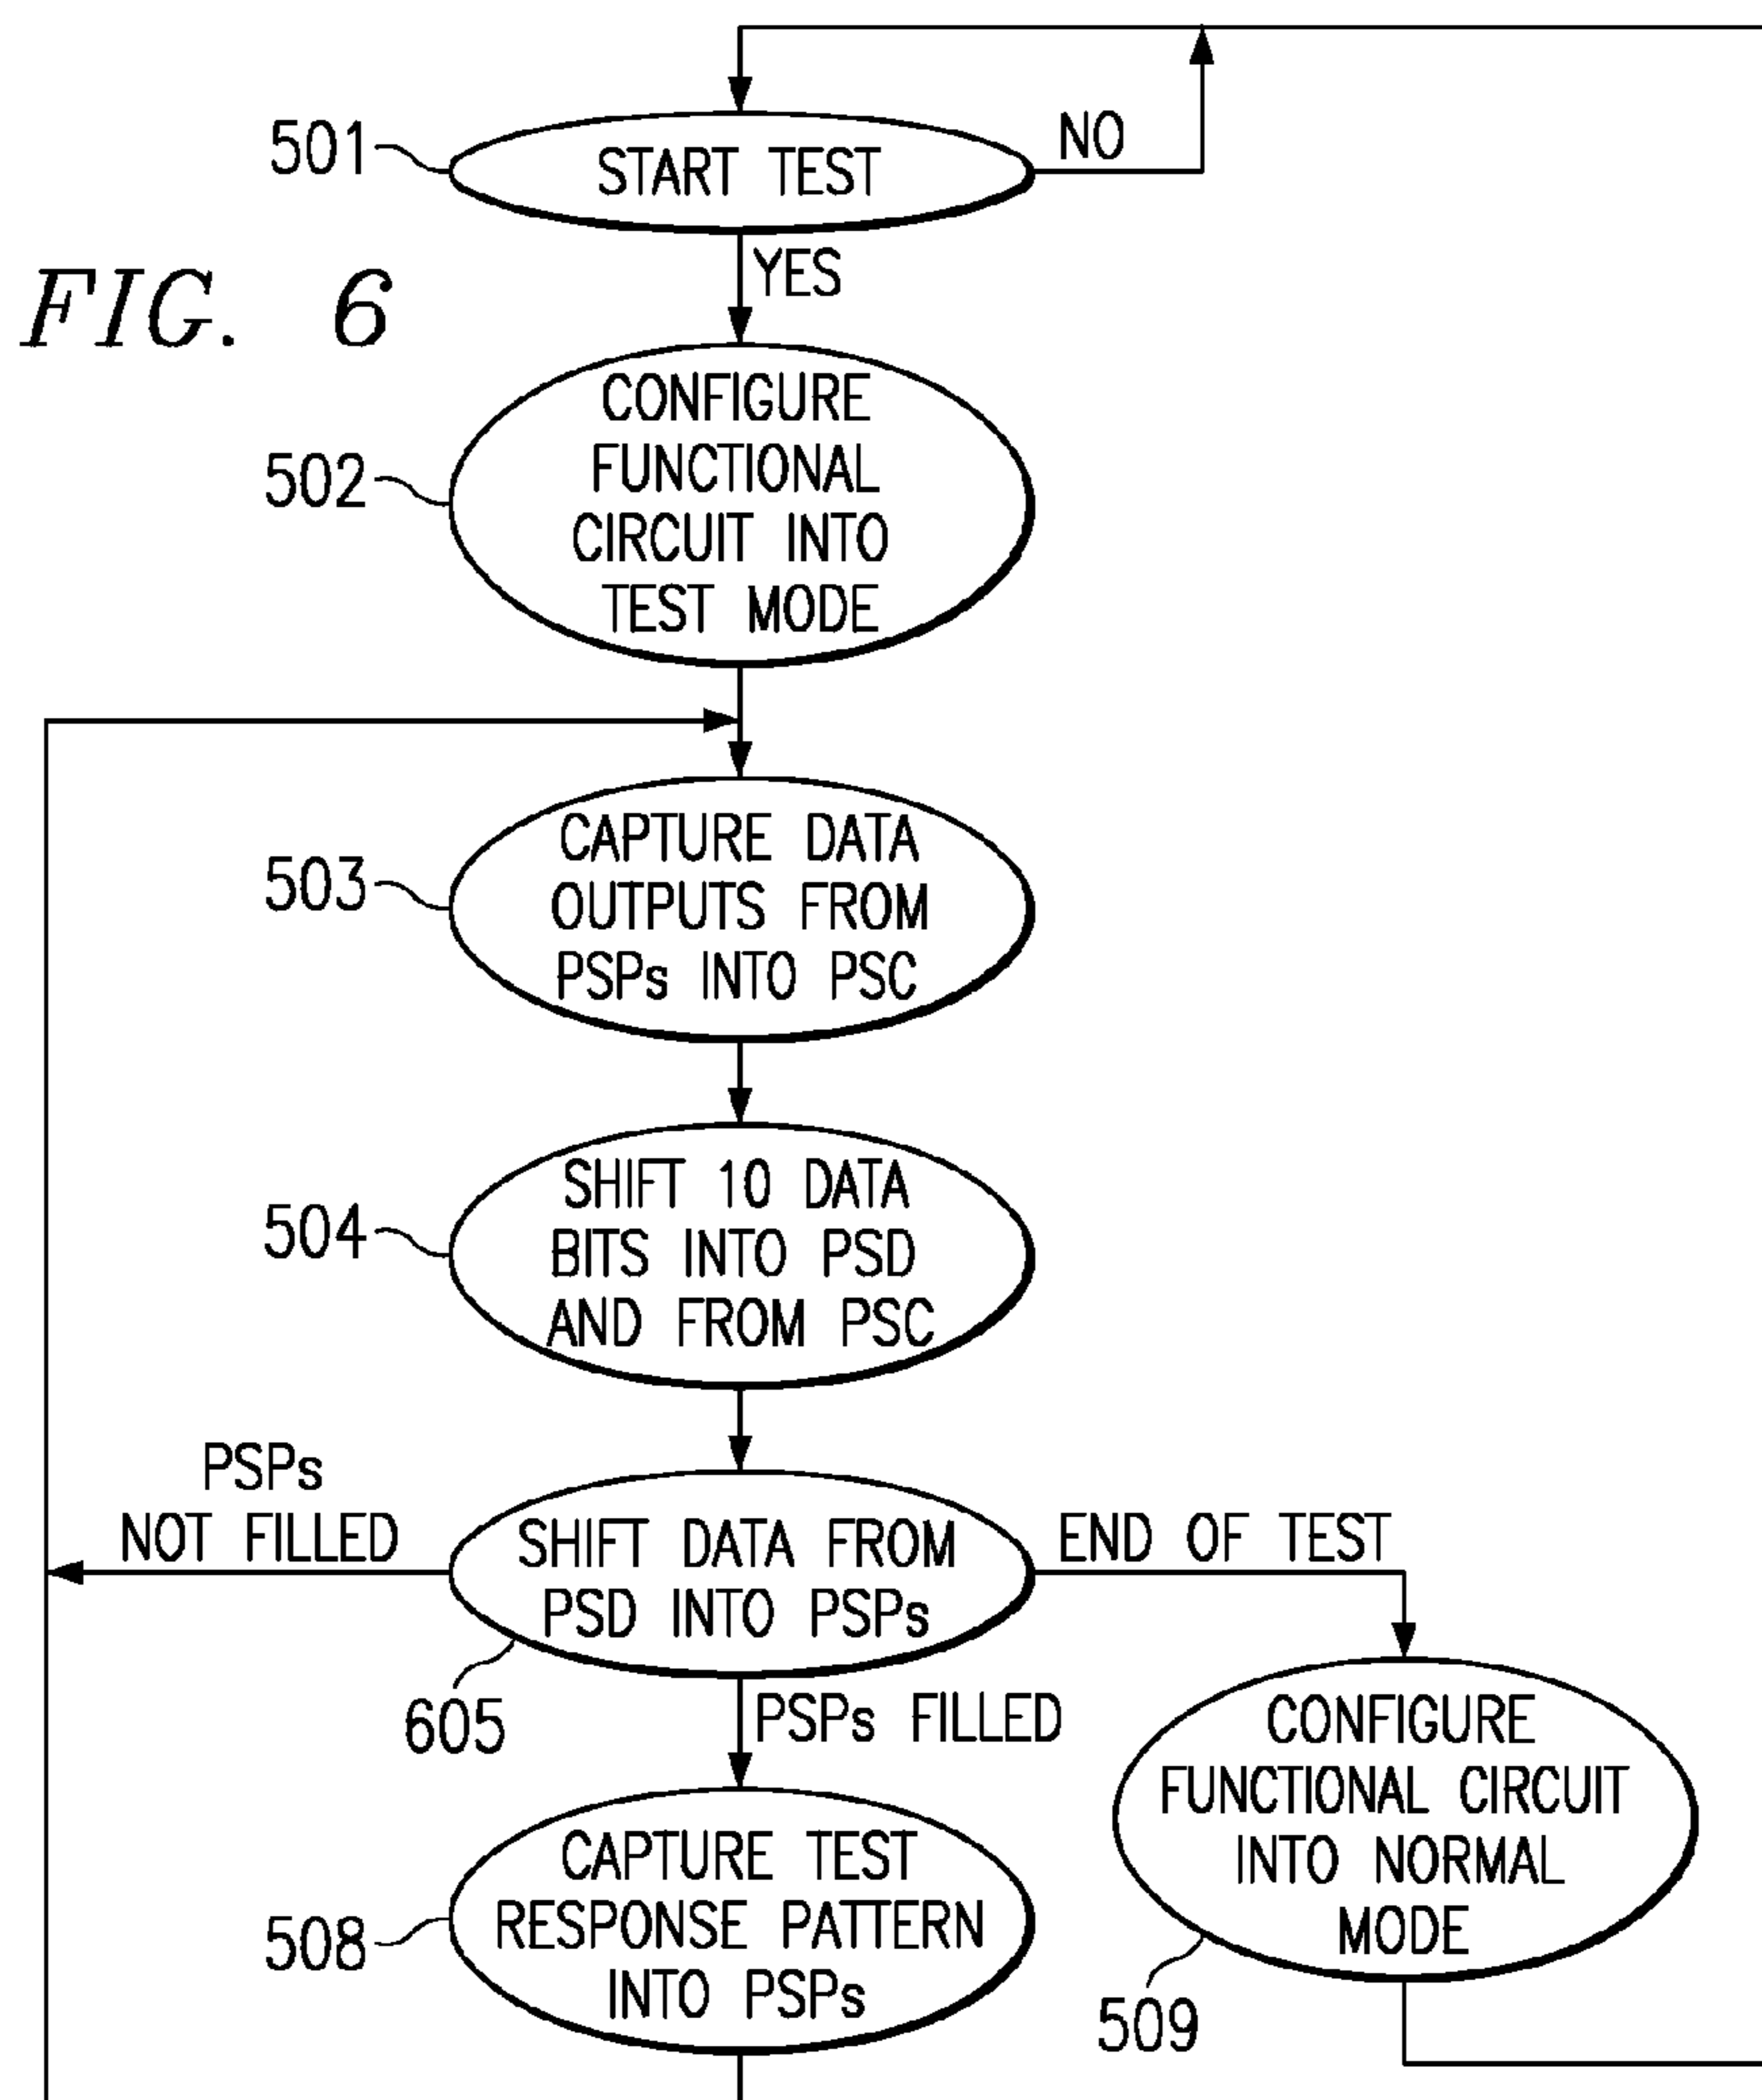 501
START TEST
NO
YES
FIG. 6
502
CONFIGURE
FUNCTIONAL
CIRCUIT INTO
TEST MODE
503
CAPTURE DATA
OUTPUTS FROM
PSPs INTO PSC
504
SHIFT 10 DATA
BITS INTO PSD
AND FROM PSC
PSPs
NOT FILLED
SHIFT DATA FROM
PSD INTO PSPs
END OF TEST
605
PSPs FILLED
CONFIGURE
FUNCTIONAL CIRCUIT
INTO NORMAL
MODE
509
508
CAPTURE TEST
RESPONSE PATTERN
INTO PSPs